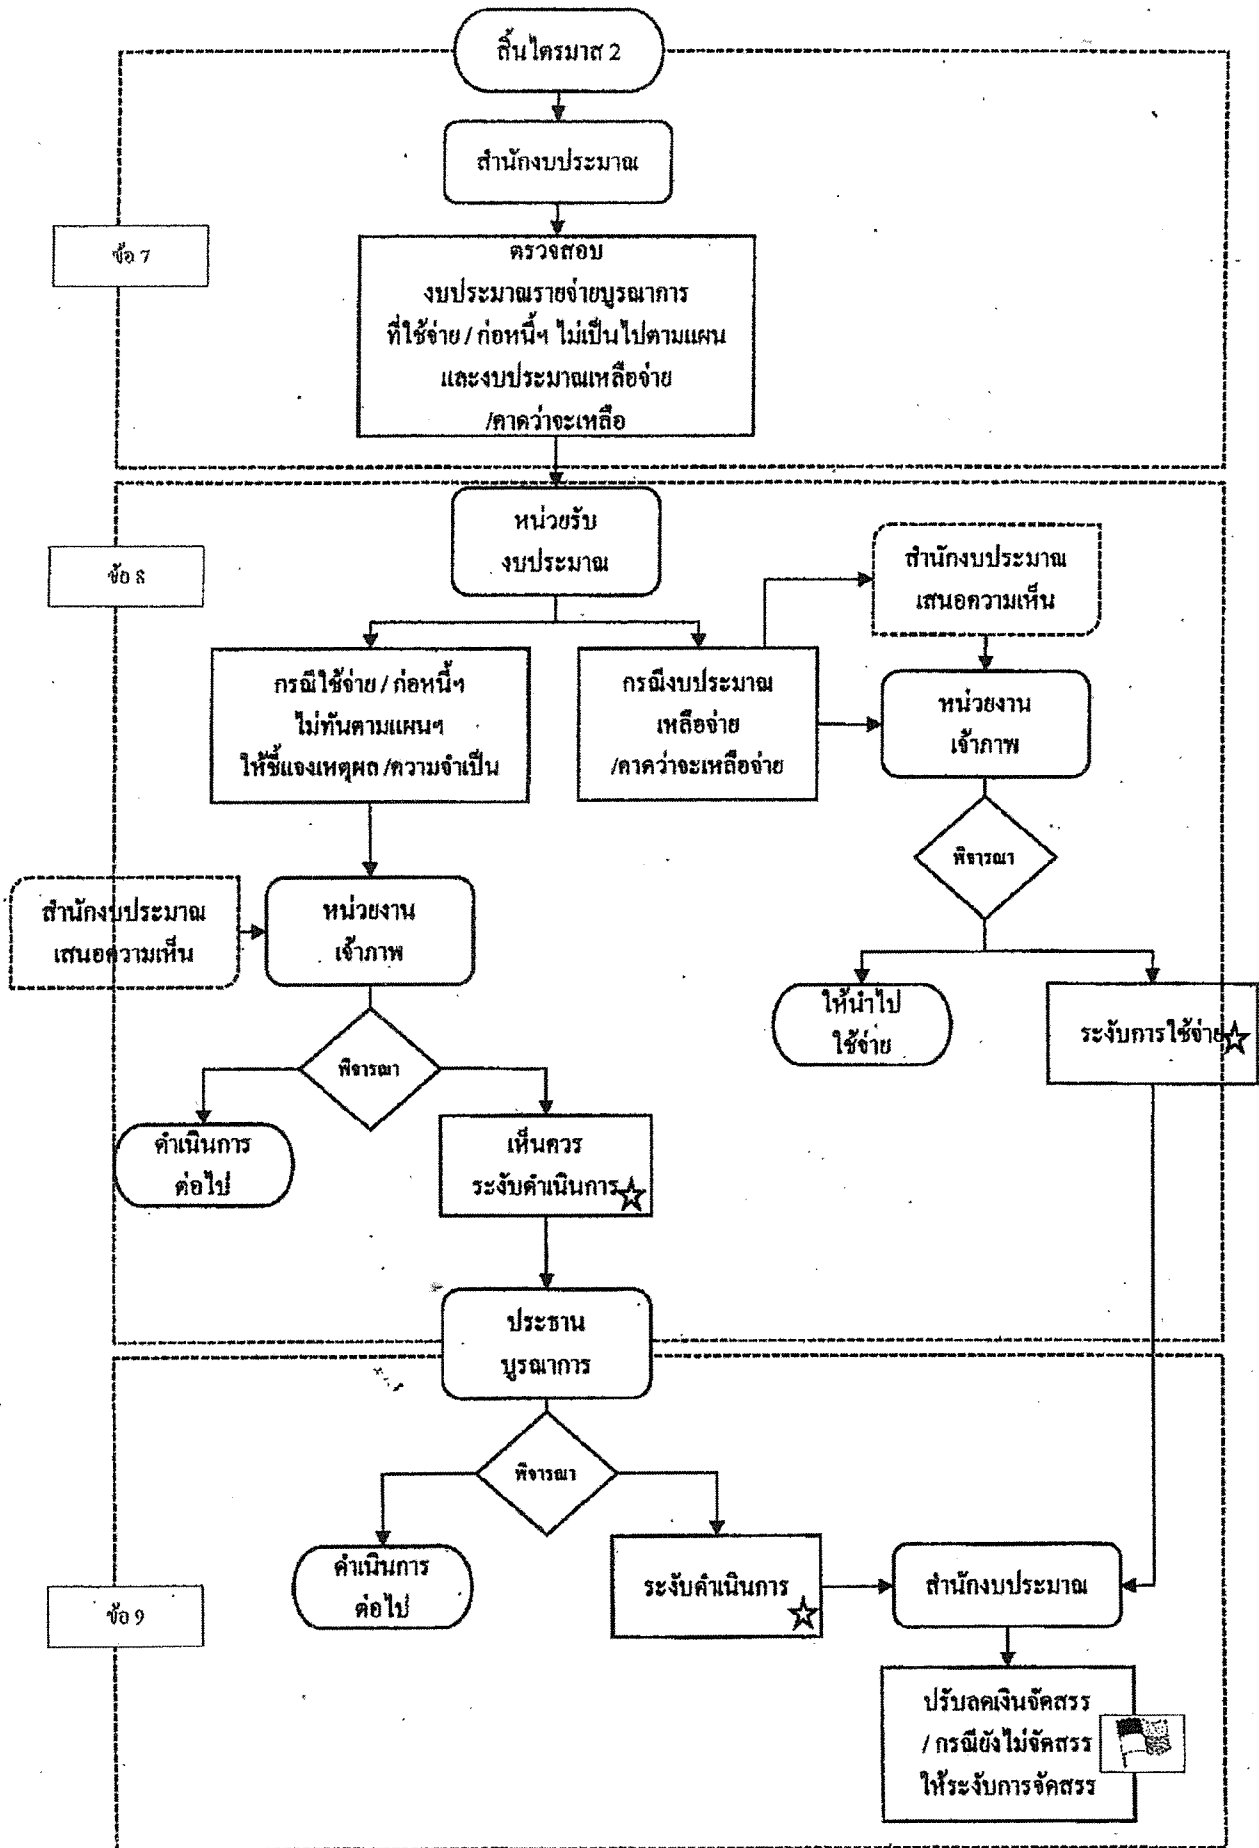 สิ้นไตรมาส 2
สำนักงบประมาณ
ข้อ 7
ตรวจสอบ
งบประมาณรายจ่ายบูรณาการ
ที่ใช้จ่าย / ก่อหนี้ฯ ไม่เป็นไปตามแผน
และงบประมาณเหลือจ่าย
/คาดว่าจะเหลือ
ข้อ 8
หน่วยรับ
งบประมาณ
สำนักงบประมาณ
เสนอความเห็น
กรณีใช้จ่าย / ก่อหนี้ฯ
ไม่ทันตามแผนฯ
ให้ชี้แจงเหตุผล /ความจำเป็น
กรณีงบประมาณ
เหลือจ่าย
/คาดว่าจะเหลือจ่าย
หน่วยงาน
เจ้าภาพ
พิจารณา
สำนักงบประมาณ
เสนอความเห็น
หน่วยงาน
เจ้าภาพ
ให้นำไป
ใช้จ่าย
ระงับการใช้จ่าย
พิจารณา
ดำเนินการ
ต่อไป
เห็นควร
ระงับดำเนินการ
ประธาน
บูรณาการ
พิจารณา
ข้อ 9
ดำเนินการ
ต่อไป
ระงับดำเนินการ
สำนักงบประมาณ
ปรับลดเงินจัดสรร
/ กรณียังไม่จัดสรร
ให้ระงับการจัดสรร